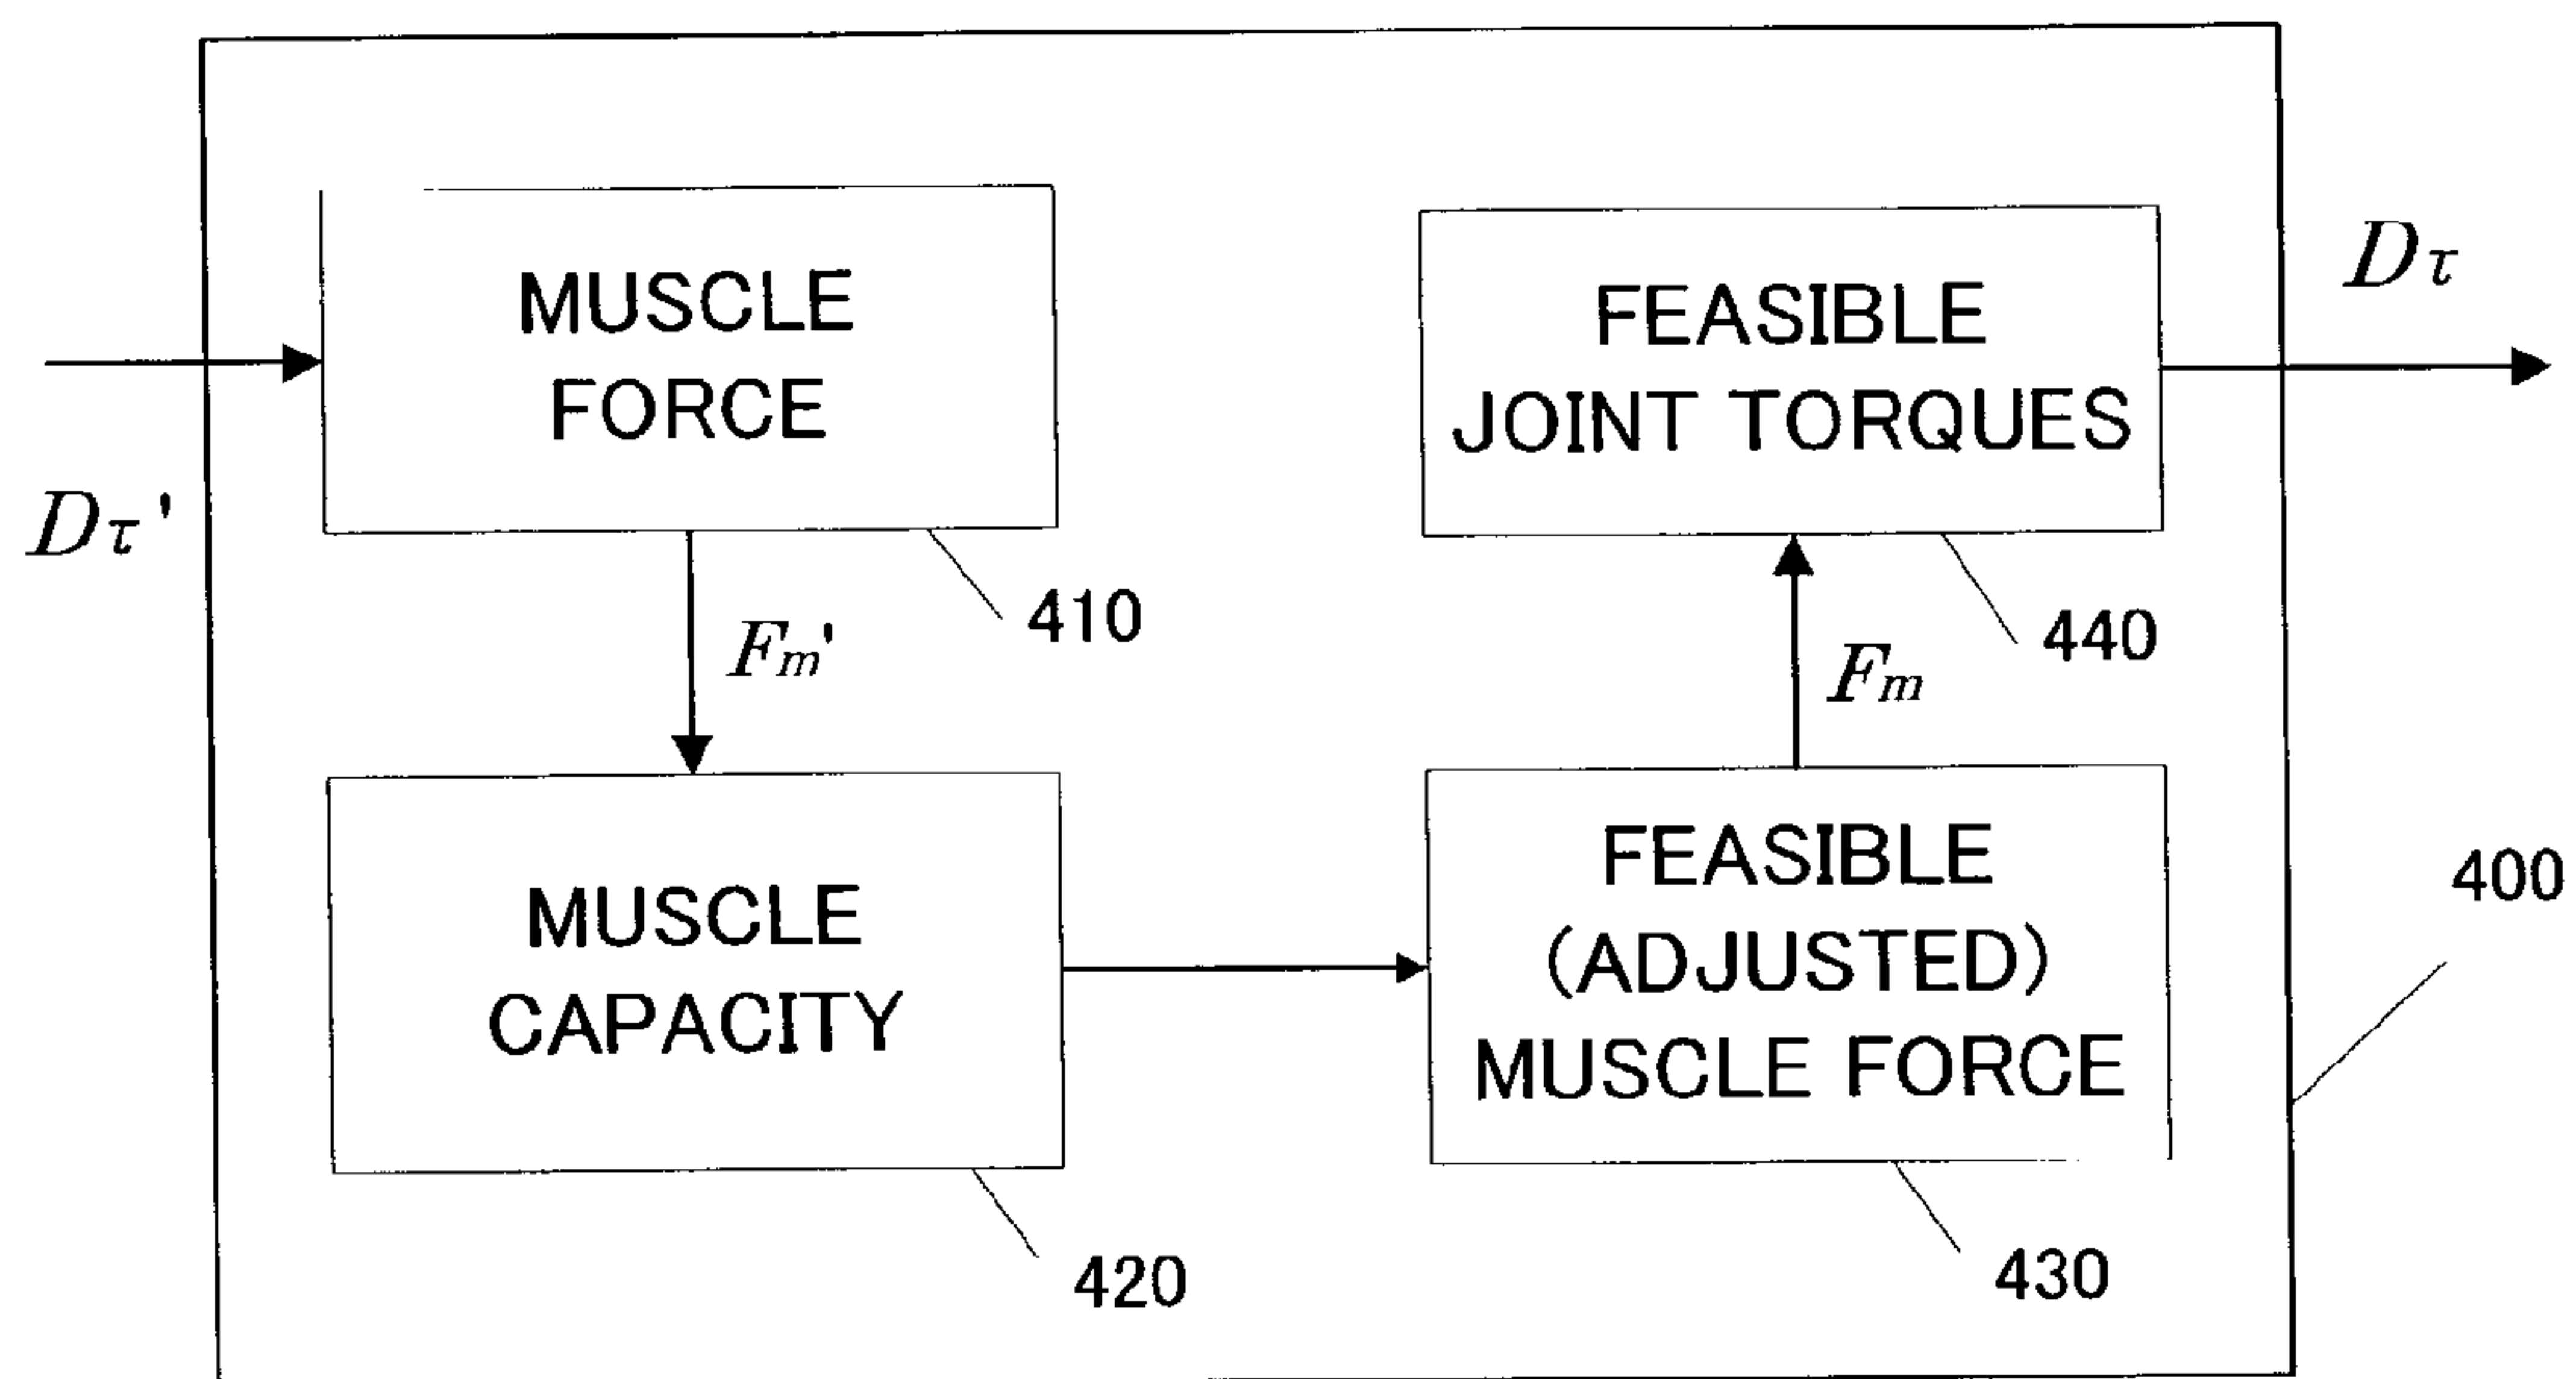 MUSCLE
FORCE
FEASIBLE
JOINT TORQUES
Dτ
Dτ'
410
Fm'
440
Fm
MUSCLE
CAPACITY
FEASIBLE
(ADJUSTED)
MUSCLE FORCE
400
420
430